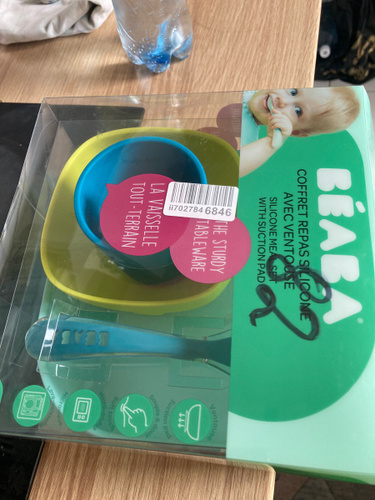 BÉABA
COFFRET REPAS SILICONE
AVEC VENTOUSE
SILICONE MEAL SET
WITH SUCTION PAD
LA VAISSELLE
TOUT-TERRAIN
THE STURDY
TABLEWARE
ii702784 6846